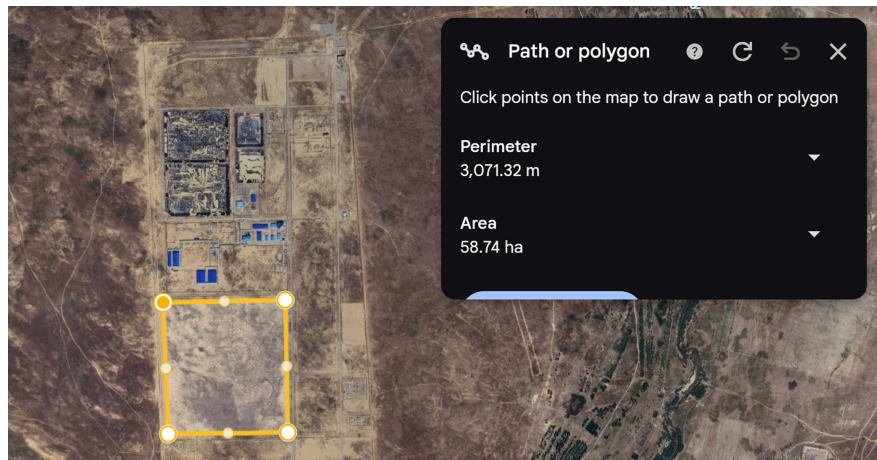 Path or polygon
Click points on the map to draw a path or polygon
Perimeter
3,071.32 m
Area
58.74 ha